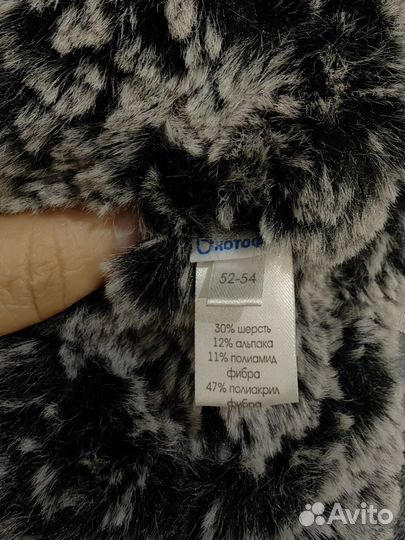 КОТОФ
52-54
30% шерсть
12% альпака
11% полиамид
фибра
47% полиакрил
фибра
Avito